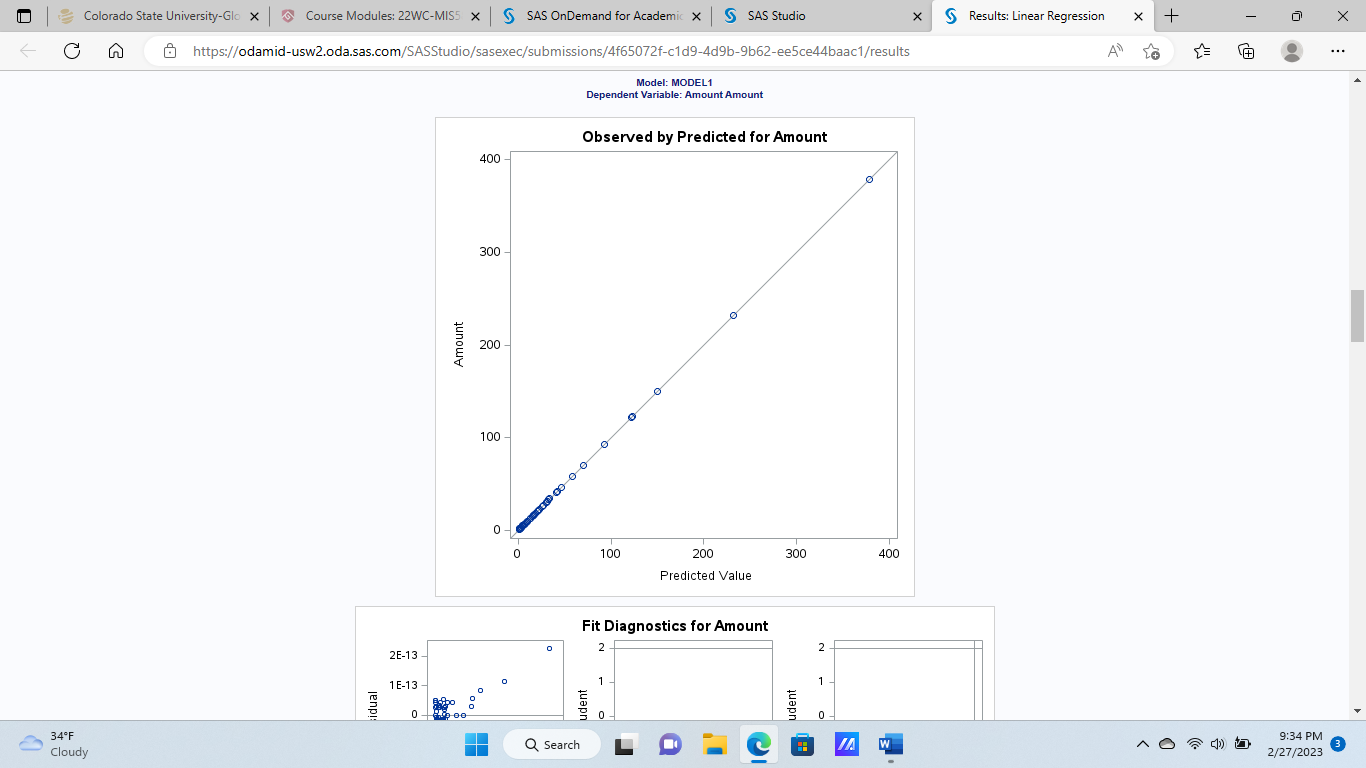 Colorado State University-Glo
Course Modules: 22WC-MIS5
SAS OnDemand for Academic
SAS Studio
Results: Linear Regression
https://odamid-usw2.oda.sas.com/SASStudio/sasexec/submissions/4f65072f-c1d9-4d9b-9b62-ee5ce44baac1/results
Model: MODEL1
Dependent Variable: Amount Amount
Observed by Predicted for Amount
400
300
200
100
0
Amount
0 100 200 300 400
Predicted Value
Fit Diagnostics for Amount
2E-13
1E-13
0
sidual
2
1
0
udent
2
1
0
udent
34°F
Cloudy
Search
9:34 PM
2/27/2023
3